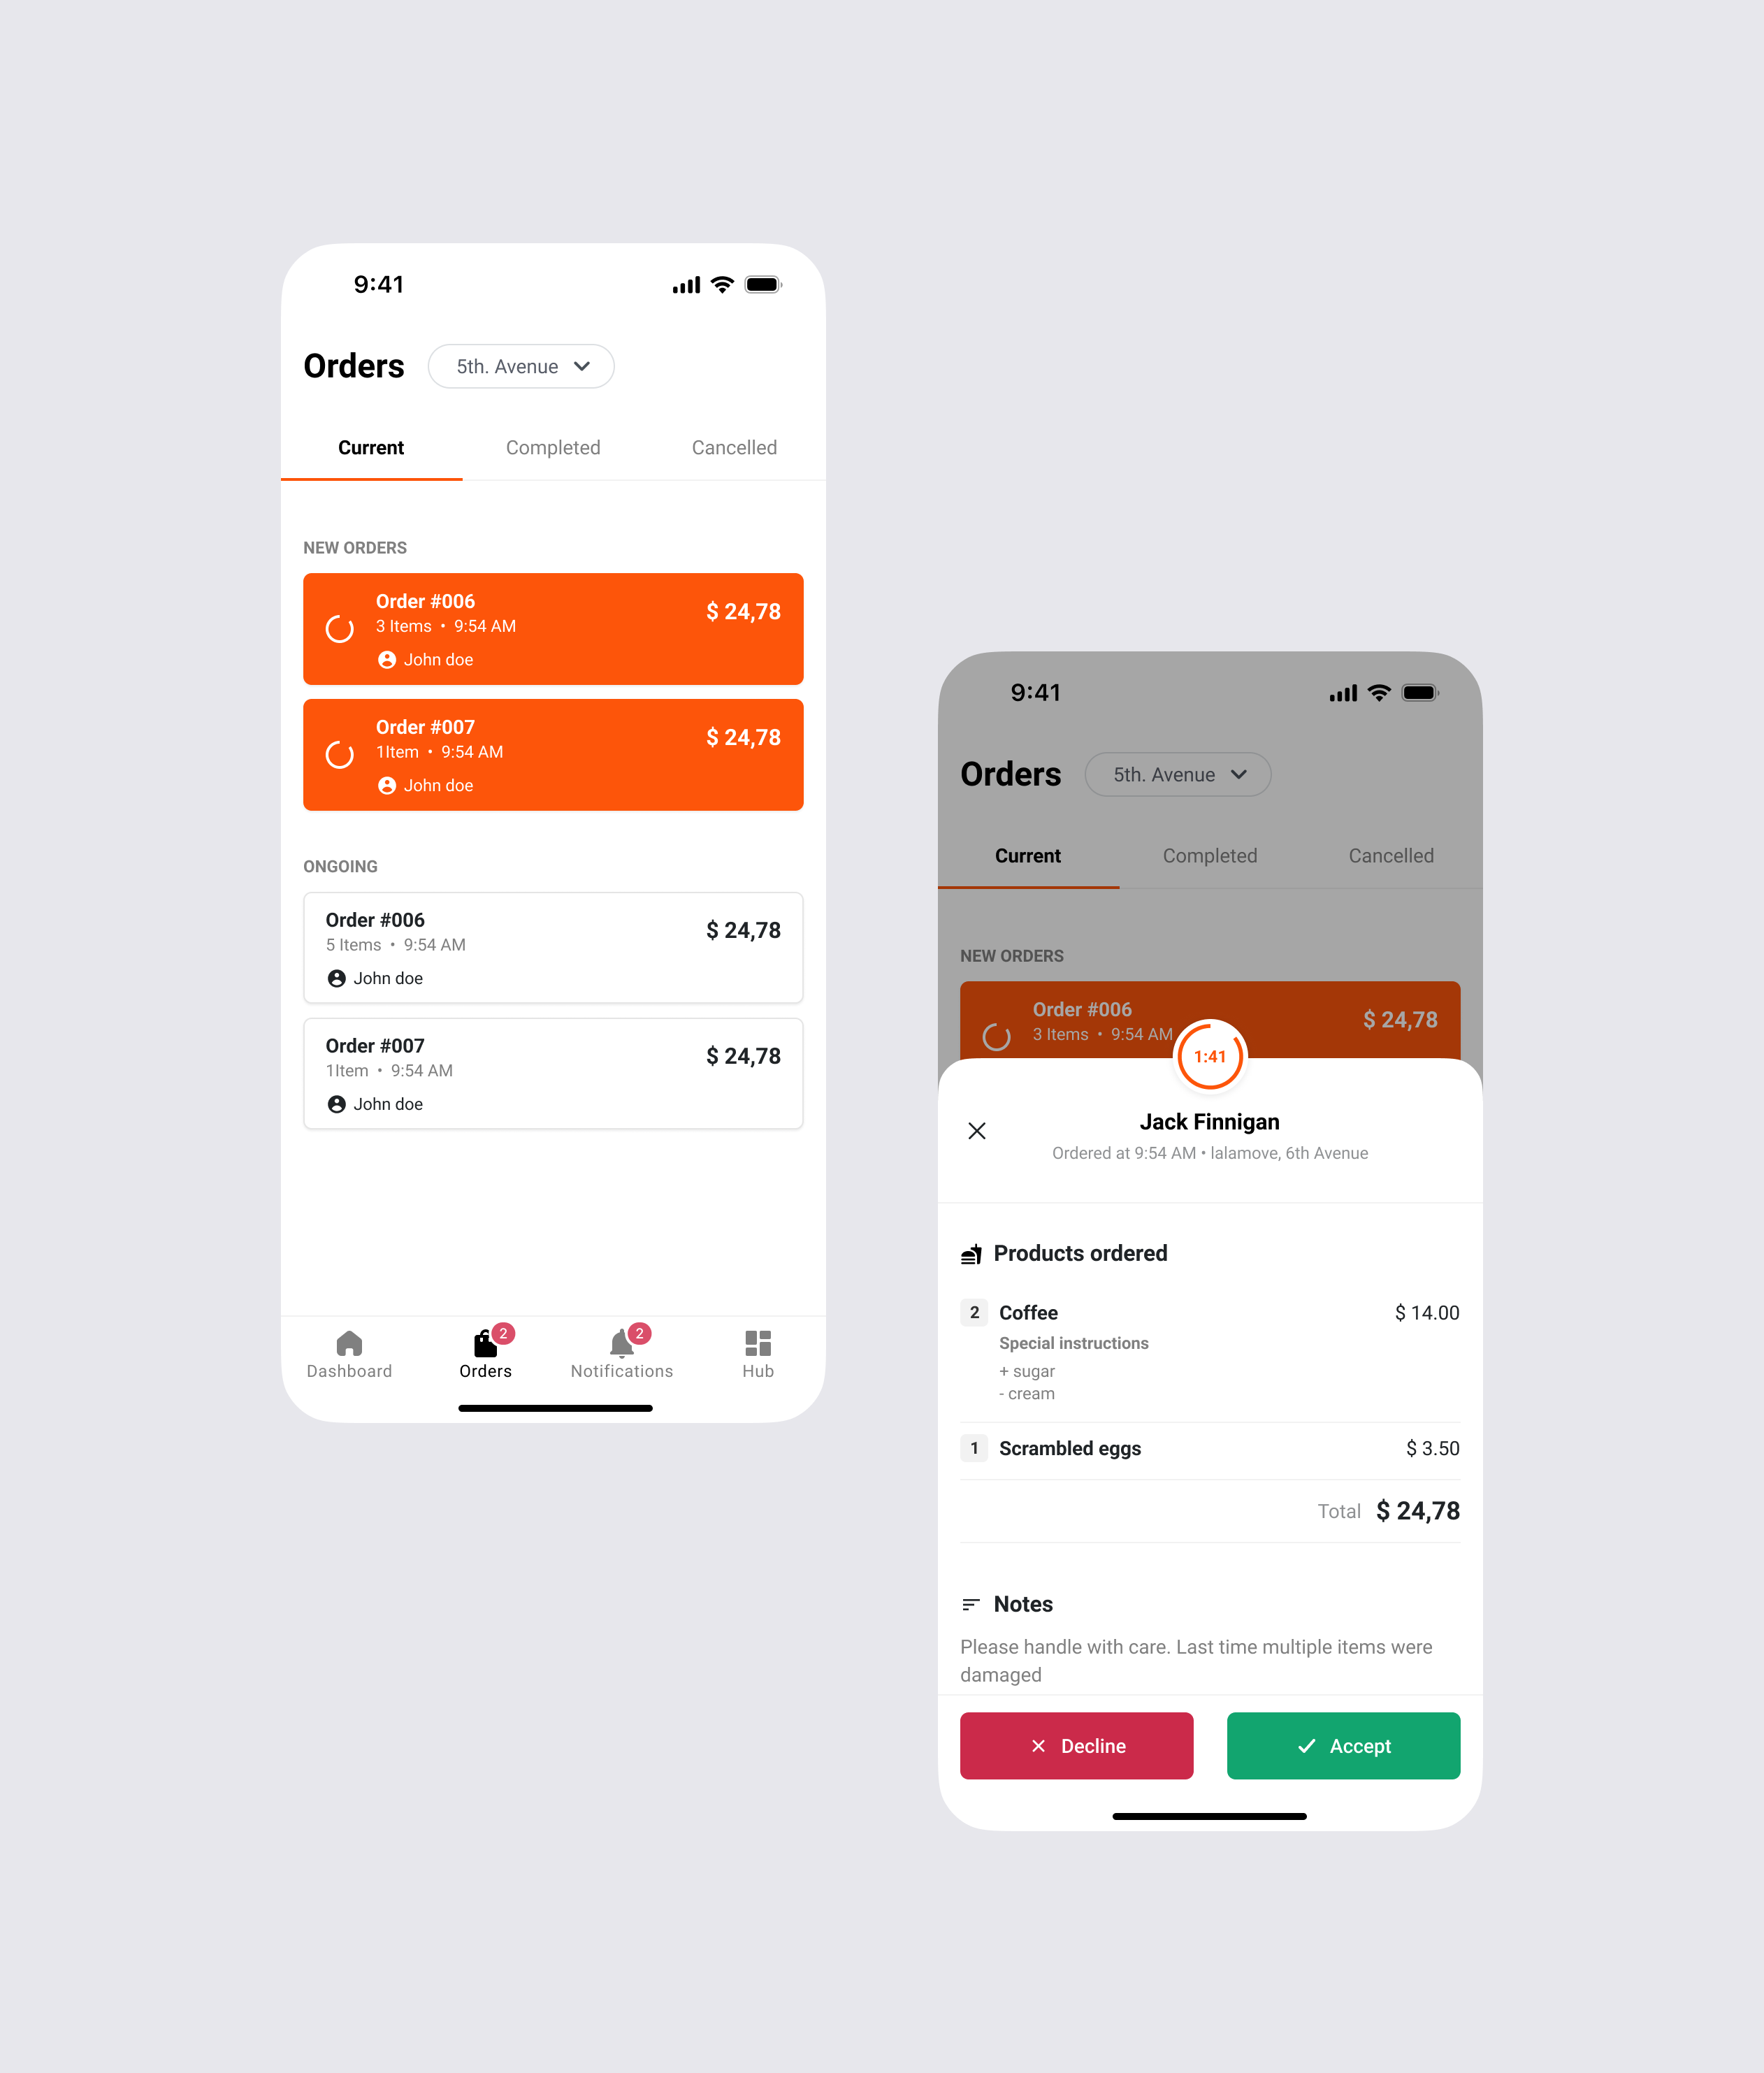 9:41
Orders
5th. Avenue
Current
Completed
Cancelled
NEW ORDERS
Order #006
3 Items • 9:54 AM
$ 24,78
John doe
Order #007
1Item • 9:54 AM
$ 24,78
John doe
ONGOING
Order #006
5 Items • 9:54 AM
$ 24,78
John doe
Order #007
1Item • 9:54 AM
$ 24,78
John doe
2
2
Dashboard
Orders
Notifications
Hub
9:41
Orders
5th. Avenue
Current
Completed
Cancelled
NEW ORDERS
Order #006
3 Items • 9:54 AM
$ 24,78
1:41
Jack Finnigan
Ordered at 9:54 AM • lalamove, 6th Avenue
Products ordered
2 Coffee $ 14.00
Special instructions
+ sugar
- cream
1 Scrambled eggs $ 3.50
Total $ 24,78
Notes
Please handle with care. Last time multiple items were
damaged
Decline
Accept